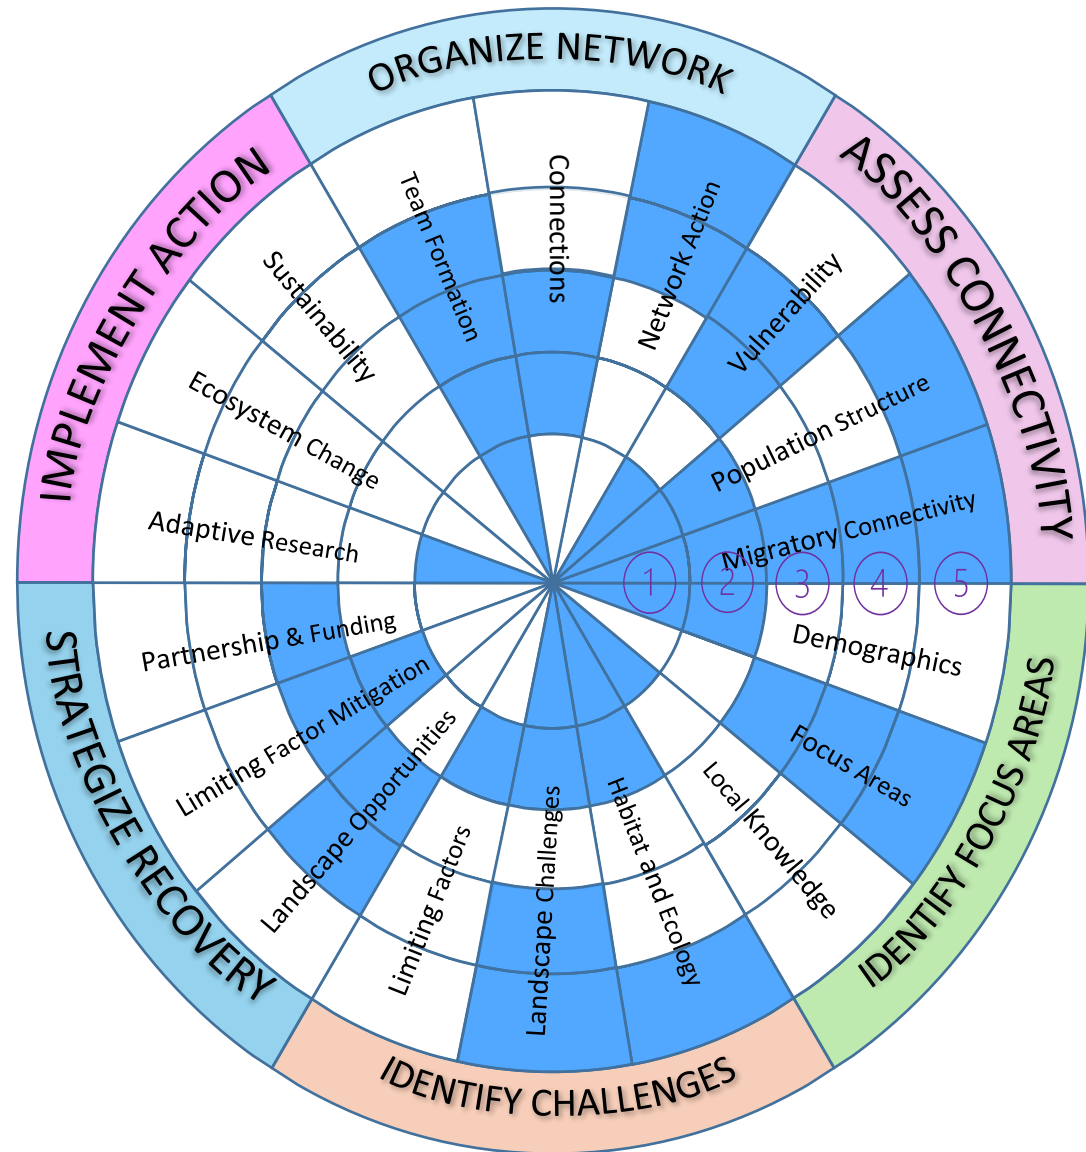 ORGANIZE NETWORK
Team Formation
Connections
Network Action
ASSESS CONNECTIVITY
Vulnerability
Population Structure
Migratory Connectivity
1
2
3
4
5
IDENTIFY FOCUS AREAS
Demographics
Focus Areas
Local Knowledge
IDENTIFY CHALLENGES
Habitat and Ecology
Landscape Challenges
Limiting Factors
STRATEGIZE RECOVERY
Landscape Opportunities
Limiting Factor Mitigation
Partnership & Funding
IMPLEMENT ACTION
Adaptive Research
Ecosystem Change
Sustainability